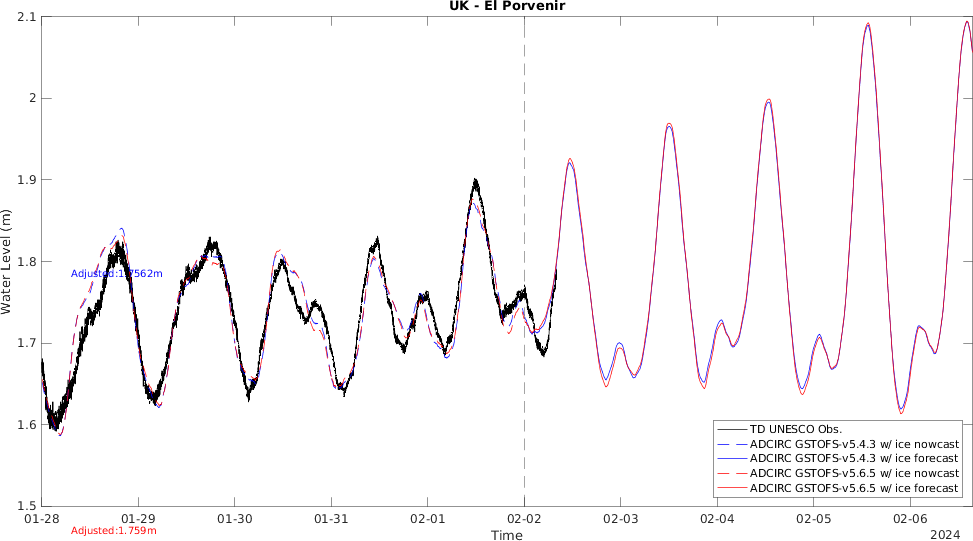 UK - El Porvenir
2.1
2
1.9
1.8
1.7
1.6
1.5
Water Level (m)
Adjusted:1.7562m
TD UNESCO Obs.
ADCIRC GSTOFS-v5.4.3 w/ ice nowcast
ADCIRC GSTOFS-v5.4.3 w/ ice forecast
ADCIRC GSTOFS-v5.6.5 w/ ice nowcast
ADCIRC GSTOFS-v5.6.5 w/ ice forecast
01-28 01-29 01-30 01-31 02-01 02-02 02-03 02-04 02-05 02-06
Adjusted:1.759m
Time
2024